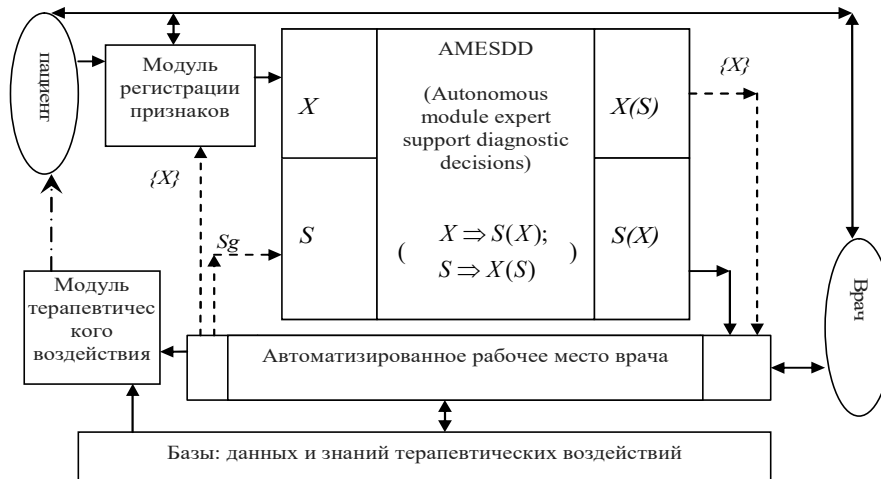 пациент
Модуль
регистрации
признаков
X
AMESDD
(Autonomous
module expert
support diagnostic
decisions)
X(S)
{X}
{X}
Sg
S
( X ⇒ S(X); )
S ⇒ X(S)
S(X)
Врач
Модуль
терапевтичес
кого
воздействия
Автоматизированное рабочее место врача
Базы: данных и знаний терапевтических воздействий